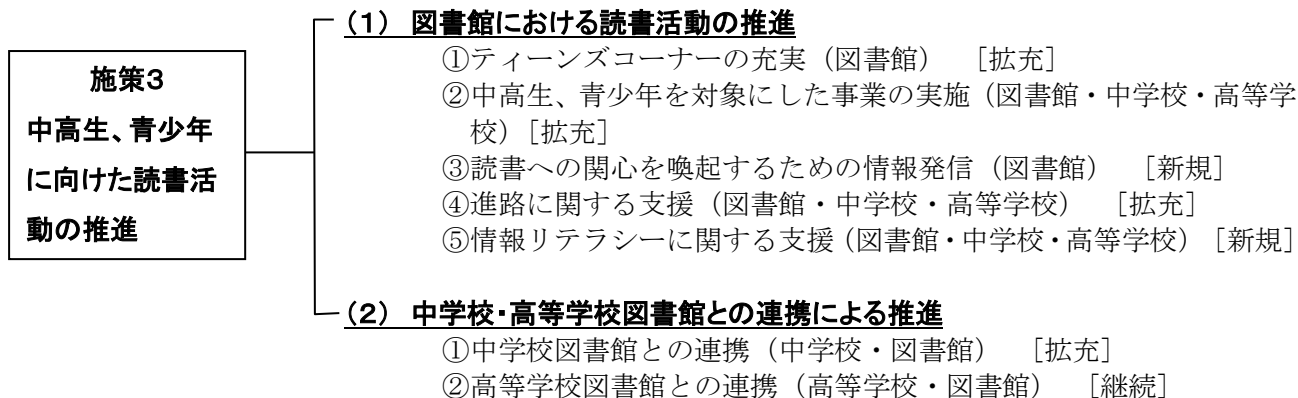 施策3
中高生、青少年
に向けた読書活
動の推進
(1) 図書館における読書活動の推進
①ティーンズコーナーの充実（図書館）　［拡充］
②中高生、青少年を対象にした事業の実施（図書館・中学校・高等学
校）［拡充］
③読書への関心を喚起するための情報発信（図書館）　［新規］
④進路に関する支援（図書館・中学校・高等学校）　［拡充］
⑤情報リテラシーに関する支援（図書館・中学校・高等学校）［新規］
(2) 中学校・高等学校図書館との連携による推進
①中学校図書館との連携（中学校・図書館）　［拡充］
②高等学校図書館との連携（高等学校・図書館）　［継続］